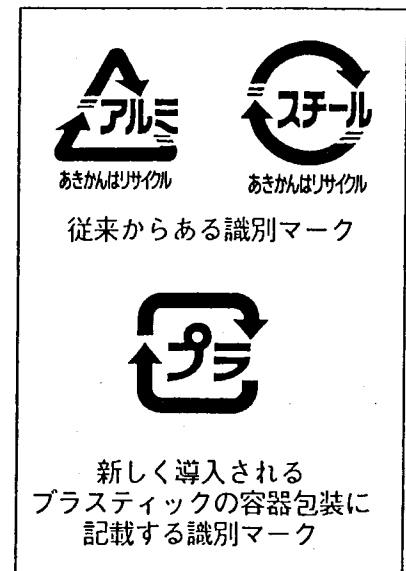 アルミ
あきかんはリサイクル
スチール
あきかんはリサイクル
従来からある識別マーク
プラ
新しく導入される
プラスティックの容器包装に
記載する識別マーク